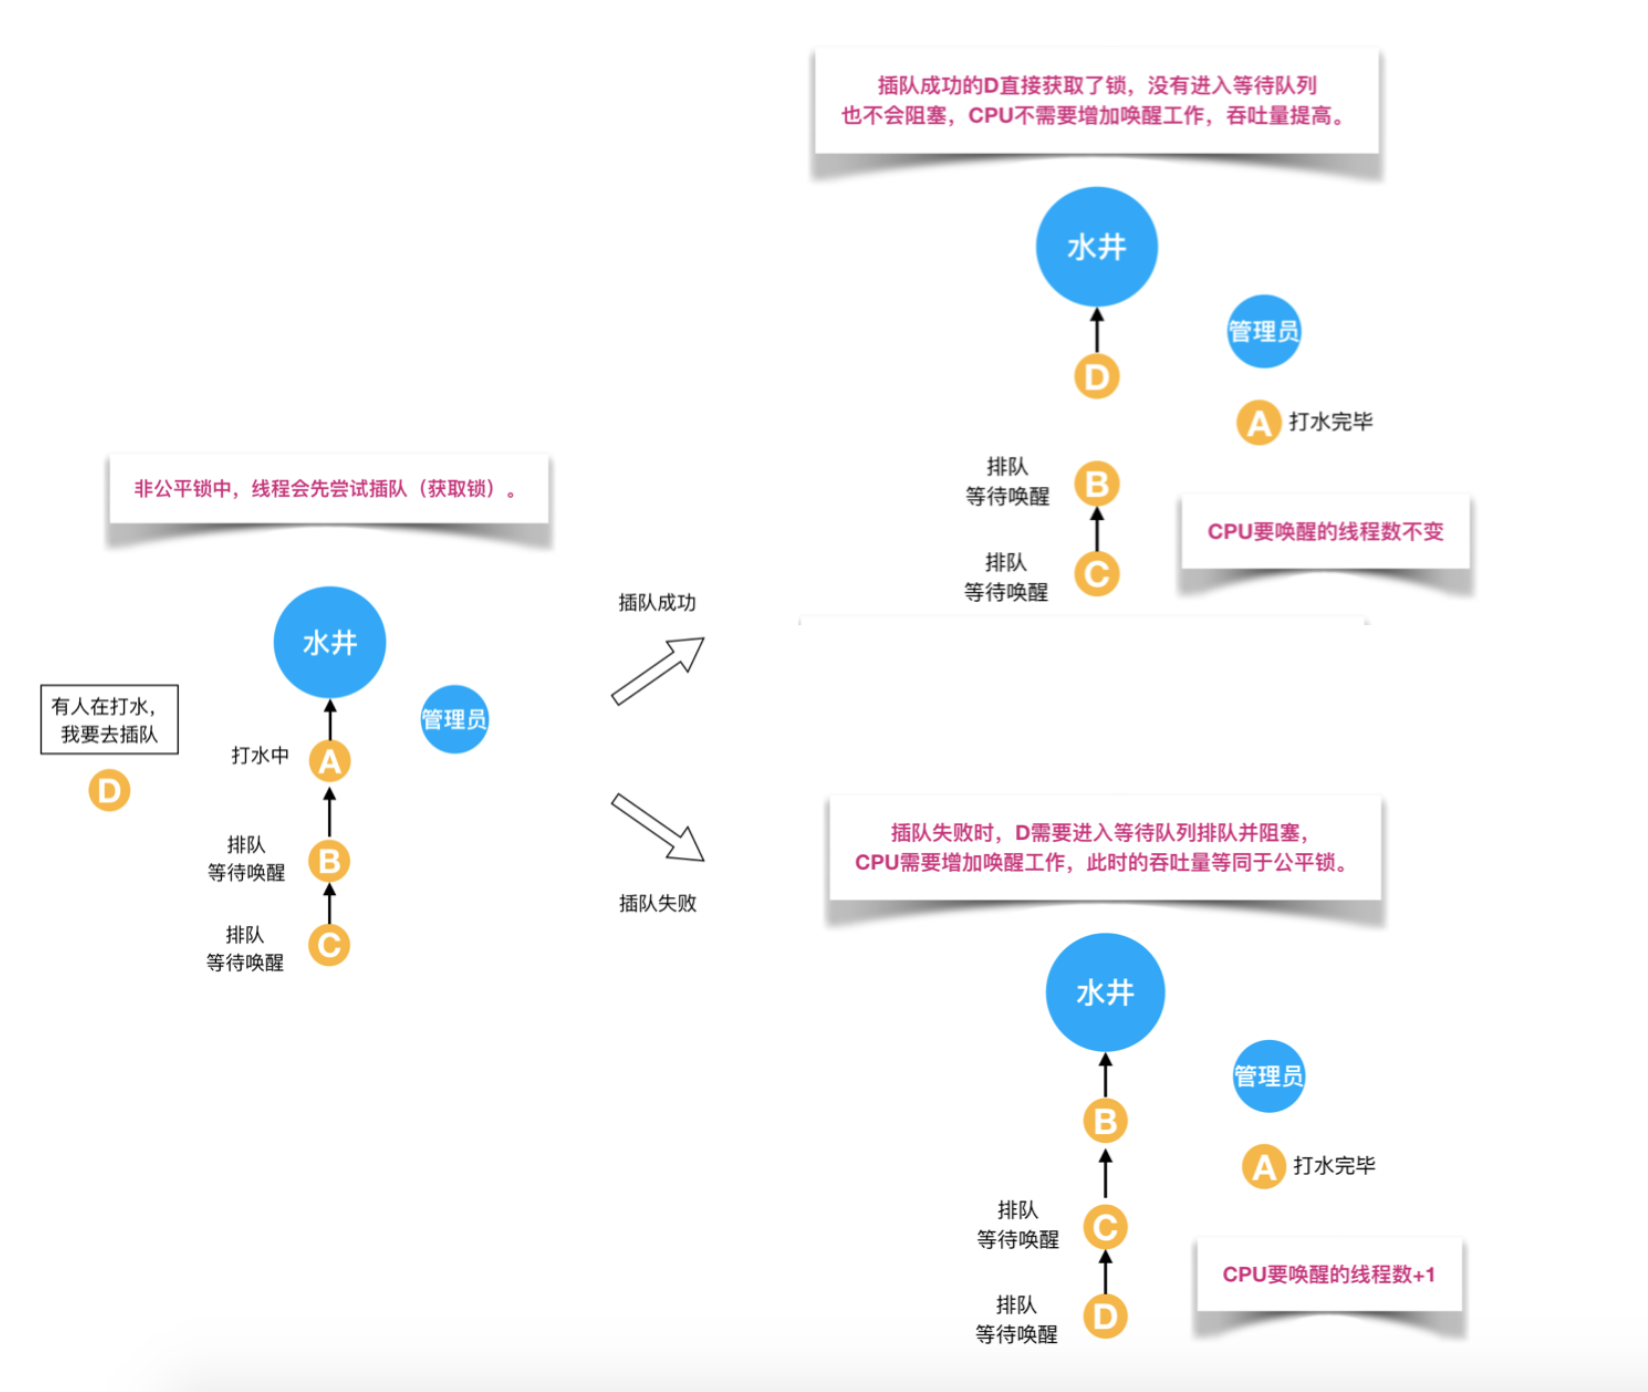 非公平锁中，线程会先尝试插队（获取锁）。
水井
管理员
有人在打水，
我要去插队
D
打水中
A
排队
等待唤醒
B
排队
等待唤醒
C
插队成功
插队失败
插队成功的D直接获取了锁，没有进入等待队列
也不会阻塞，CPU不需要增加唤醒工作，吞吐量提高。
水井
管理员
D
A
打水完毕
排队
等待唤醒
B
CPU要唤醒的线程数不变
排队
等待唤醒
C
插队失败时，D需要进入等待队列排队并阻塞，
CPU需要增加唤醒工作，此时的吞吐量等同于公平锁。
水井
管理员
B
A
打水完毕
排队
等待唤醒
C
CPU要唤醒的线程数+1
排队
等待唤醒
D